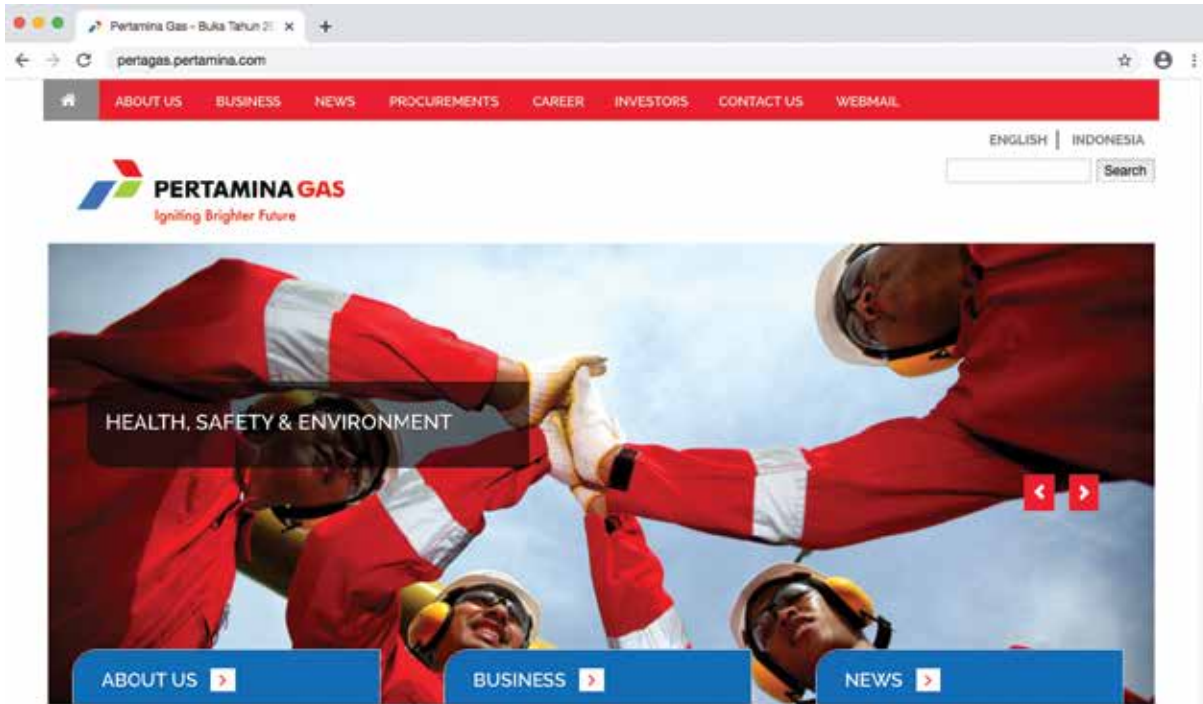 Pertamina Gas – Buka Tahun 2
pertagas.pertamina.com
ABOUT US BUSINESS NEWS PROCUREMENTS CAREER INVESTORS CONTACT US WEBMAIL
ENGLISH | INDONESIA
Search
PERTAMINA GAS
Igniting Brighter Future
HEALTH, SAFETY & ENVIRONMENT
ABOUT US BUSINESS NEWS